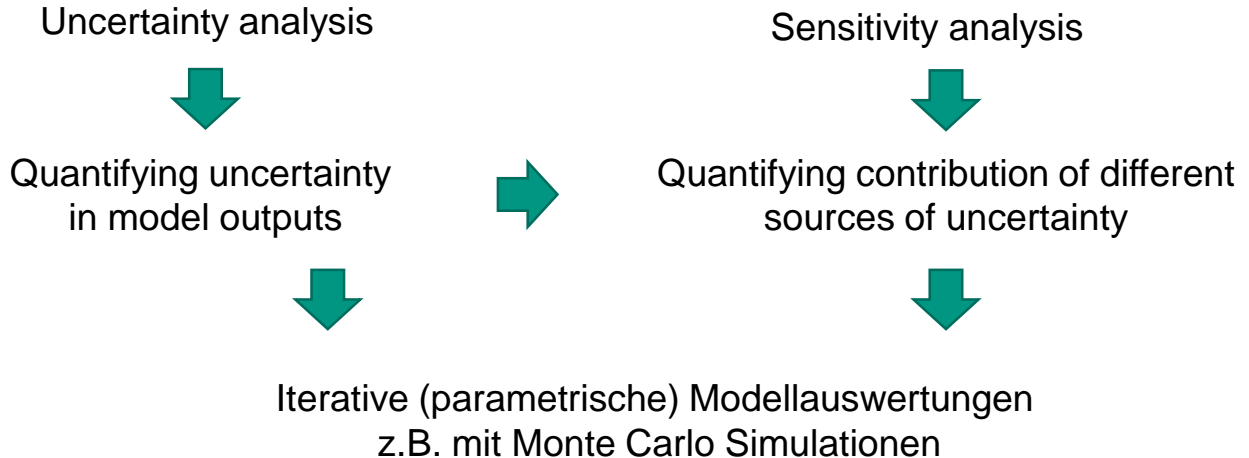 Uncertainty analysis
Sensitivity analysis
Quantifying uncertainty
in model outputs
Quantifying contribution of different
sources of uncertainty
Iterative (parametrische) Modellauswertungen
z.B. mit Monte Carlo Simulationen